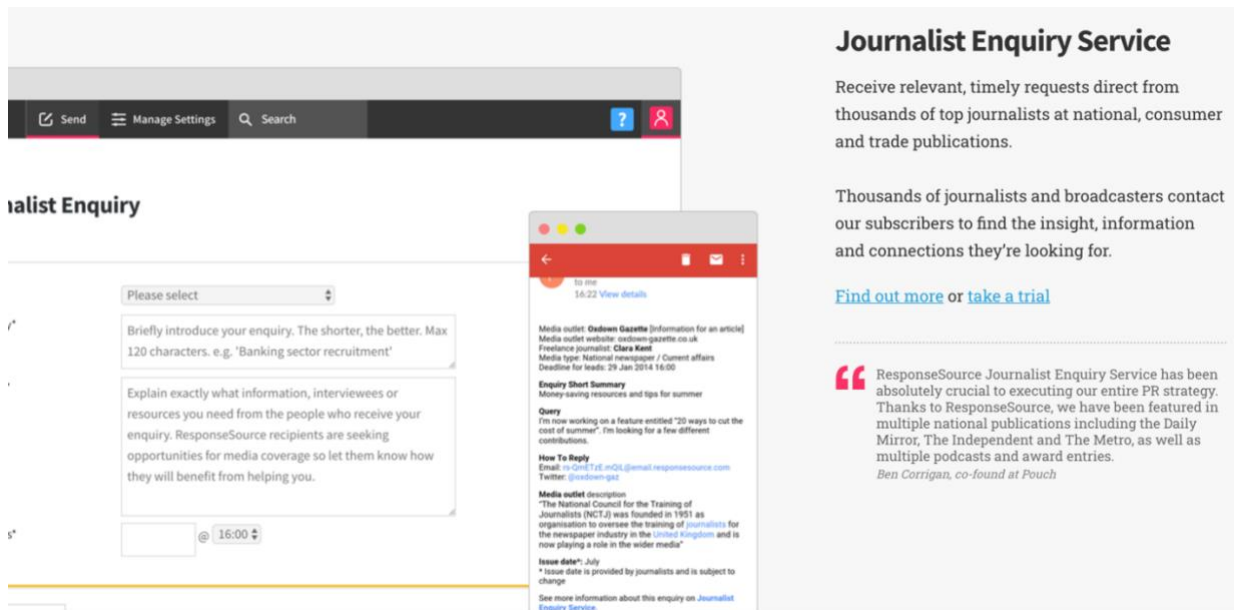 Send
Manage Settings
Search
?
nalist Enquiry
Please select
y*
Briefly introduce your enquiry. The shorter, the better. Max
120 characters. e.g. 'Banking sector recruitment'
Explain exactly what information, interviewees or
resources you need from the people who receive your
enquiry. ResponseSource recipients are seeking
opportunities for media coverage so let them know how
they will benefit from helping you.
s*
@ 16:00
to me
16:22 View details
Media outlet: Oxdown Gazette [Information for an article]
Media outlet website: oxdown-gazette.co.uk
Freelance journalist: Clara Kent
Media type: National newspaper / Current affairs
Deadline for leads: 29 Jan 2014 16:00
Enquiry Short Summary
Money-saving resources and tips for summer
Query
I'm now working on a feature entitled "20 ways to cut the
cost of summer". I'm looking for a few different
contributions.
How To Reply
Email: rs-QmETzE.mQiL@email.responsesource.com
Twitter: @oxdown-gaz
Media outlet description
"The National Council for the Training of
Journalists (NCTJ) was founded in 1951 as
organisation to oversee the training of journalists for
the newspaper industry in the United Kingdom and is
now playing a role in the wider media"
Issue date*: July
* Issue date is provided by journalists and is subject to
change
See more information about this enquiry on Journalist
Enquiry Service.
Journalist Enquiry Service
Receive relevant, timely requests direct from
thousands of top journalists at national, consumer
and trade publications.
Thousands of journalists and broadcasters contact
our subscribers to find the insight, information
and connections they're looking for.
Find out more or take a trial
ResponseSource Journalist Enquiry Service has been
absolutely crucial to executing our entire PR strategy.
Thanks to ResponseSource, we have been featured in
multiple national publications including the Daily
Mirror, The Independent and The Metro, as well as
multiple podcasts and award entries.
Ben Corrigan, co-found at Pouch